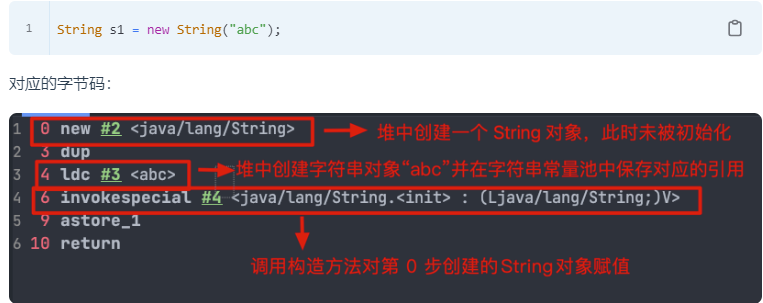 1 String s1 = new String("abc");
对应的字节码：
1 0 new #2 <java/lang/String> 堆中创建一个 String 对象，此时未被初始化
2 3 dup
3 4 ldc #3 <abc> 堆中创建字符串对象“abc”并在字符串常量池中保存对应的引用
4 6 invokespecial #4 <java/lang/String.<init> : (Ljava/lang/String;)V>
5 9 astore_1
6 10 return
调用构造方法对第 0 步创建的String对象赋值